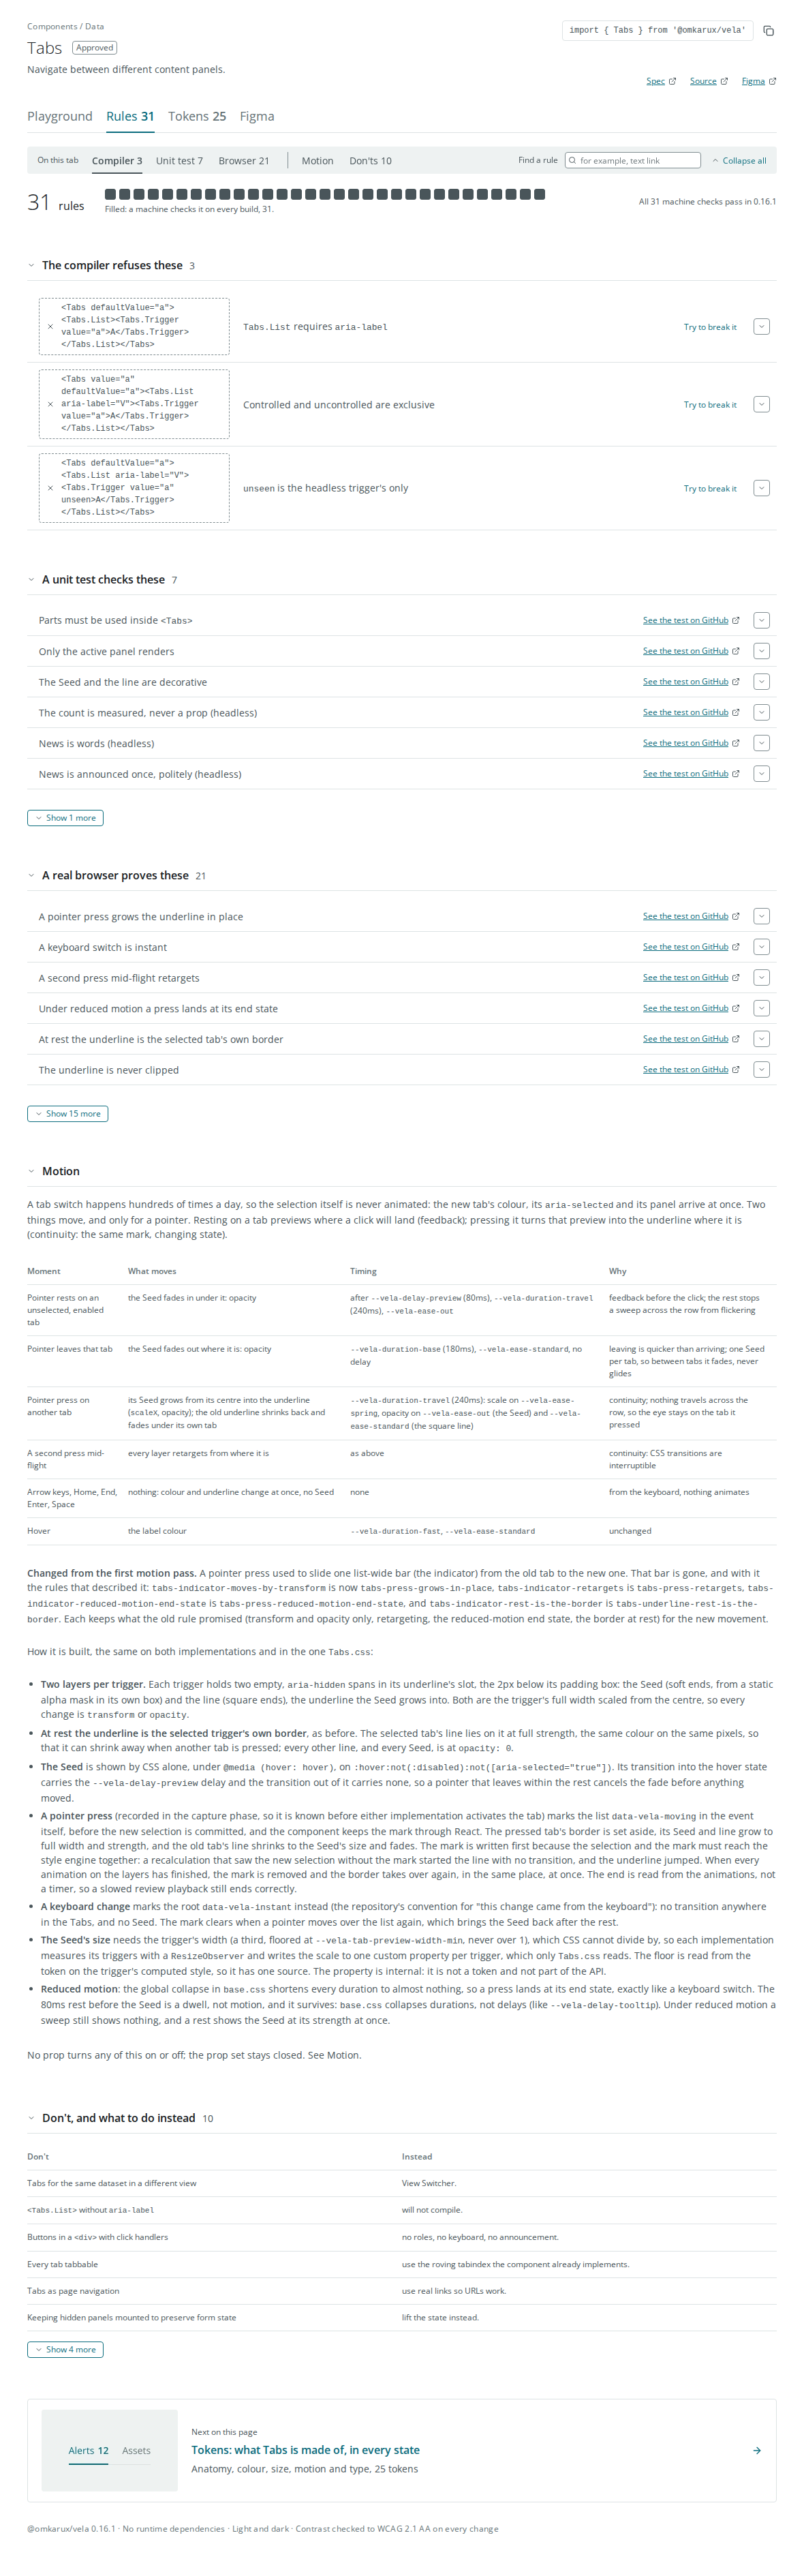 Components / Data
import { Tabs } from '@omkarux/vela'
Tabs
Approved
Navigate between different content panels.
Spec
Source
Figma
Playground
Rules 31
Tokens 25
Figma
On this tab
Compiler 3
Unit test 7
Browser 21
Motion
Don'ts 10
Find a rule
for example, text link
Collapse all
31 rules
Filled: a machine checks it on every build, 31.
All 31 machine checks pass in 0.16.1
The compiler refuses these 3
<Tabs defaultValue="a">
<Tabs.List><Tabs.Trigger
value="a">A</Tabs.Trigger>
</Tabs.List></Tabs>
Tabs.List requires aria-label
Try to break it
<Tabs value="a"
defaultValue="a"><Tabs.List
aria-label="V"><Tabs.Trigger
value="a">A</Tabs.Trigger>
</Tabs.List></Tabs>
Controlled and uncontrolled are exclusive
Try to break it
<Tabs defaultValue="a">
<Tabs.List aria-label="V">
<Tabs.Trigger value="a"
unseen>A</Tabs.Trigger>
</Tabs.List></Tabs>
unseen is the headless trigger's only
Try to break it
A unit test checks these 7
Parts must be used inside <Tabs>
See the test on GitHub
Only the active panel renders
See the test on GitHub
The Seed and the line are decorative
See the test on GitHub
The count is measured, never a prop (headless)
See the test on GitHub
News is words (headless)
See the test on GitHub
News is announced once, politely (headless)
See the test on GitHub
Show 1 more
A real browser proves these 21
A pointer press grows the underline in place
See the test on GitHub
A keyboard switch is instant
See the test on GitHub
A second press mid-flight retargets
See the test on GitHub
Under reduced motion a press lands at its end state
See the test on GitHub
At rest the underline is the selected tab's own border
See the test on GitHub
The underline is never clipped
See the test on GitHub
Show 15 more
Motion
A tab switch happens hundreds of times a day, so the selection itself is never animated: the new tab's colour, its aria-selected and its panel arrive at once. Two
things move, and only for a pointer. Resting on a tab previews where a click will land (feedback); pressing it turns that preview into the underline where it is
(continuity: the same mark, changing state).
Moment
What moves
Timing
Why
Pointer rests on an
unselected, enabled
tab
the Seed fades in under it: opacity
after --vela-delay-preview (80ms), --vela-duration-travel
(240ms), --vela-ease-out
feedback before the click; the rest stops
a sweep across the row from flickering
Pointer leaves that tab
the Seed fades out where it is: opacity
--vela-duration-base (180ms), --vela-ease-standard, no
delay
leaving is quicker than arriving; one Seed
per tab, so between tabs it fades, never
glides
Pointer press on
another tab
its Seed grows from its centre into the underline
(scaleX, opacity); the old underline shrinks back and
fades under its own tab
--vela-duration-travel (240ms): scale on --vela-ease-
spring, opacity on --vela-ease-out (the Seed) and --vela-
ease-standard (the square line)
continuity; nothing travels across the
row, so the eye stays on the tab it
pressed
A second press mid-
flight
every layer retargets from where it is
as above
continuity: CSS transitions are
interruptible
Arrow keys, Home, End,
Enter, Space
nothing: colour and underline change at once, no Seed
none
from the keyboard, nothing animates
Hover
the label colour
--vela-duration-fast, --vela-ease-standard
unchanged
Changed from the first motion pass. A pointer press used to slide one list-wide bar (the indicator) from the old tab to the new one. That bar is gone, and with it
the rules that described it: tabs-indicator-moves-by-transform is now tabs-press-grows-in-place, tabs-indicator-retargets is tabs-press-retargets, tabs-
indicator-reduced-motion-end-state is tabs-press-reduced-motion-end-state, and tabs-indicator-rest-is-the-border is tabs-underline-rest-is-the-
border. Each keeps what the old rule promised (transform and opacity only, retargeting, the reduced-motion end state, the border at rest) for the new movement.
How it is built, the same on both implementations and in the one Tabs.css:
Two layers per trigger. Each trigger holds two empty, aria-hidden spans in its underline's slot, the 2px below its padding box: the Seed (soft ends, from a static
alpha mask in its own box) and the line (square ends), the underline the Seed grows into. Both are the trigger's full width scaled from the centre, so every
change is transform or opacity.
At rest the underline is the selected trigger's own border, as before. The selected tab's line lies on it at full strength, the same colour on the same pixels, so
that it can shrink away when another tab is pressed; every other line, and every Seed, is at opacity: 0.
The Seed is shown by CSS alone, under @media (hover: hover), on :hover:not(:disabled):not([aria-selected="true"]). Its transition into the hover state
carries the --vela-delay-preview delay and the transition out of it carries none, so a pointer that leaves within the rest cancels the fade before anything
moved.
A pointer press (recorded in the capture phase, so it is known before either implementation activates the tab) marks the list data-vela-moving in the event
itself, before the new selection is committed, and the component keeps the mark through React. The pressed tab's border is set aside, its Seed and line grow to
full width and strength, and the old tab's line shrinks to the Seed's size and fades. The mark is written first because the selection and the mark must reach the
style engine together: a recalculation that saw the new selection without the mark started the line with no transition, and the underline jumped. When every
animation on the layers has finished, the mark is removed and the border takes over again, in the same place, at once. The end is read from the animations, not
a timer, so a slowed review playback still ends correctly.
A keyboard change marks the root data-vela-instant instead (the repository's convention for "this change came from the keyboard"): no transition anywhere
in the Tabs, and no Seed. The mark clears when a pointer moves over the list again, which brings the Seed back after the rest.
The Seed's size needs the trigger's width (a third, floored at --vela-tab-preview-width-min, never over 1), which CSS cannot divide by, so each implementation
measures its triggers with a ResizeObserver and writes the scale to one custom property per trigger, which only Tabs.css reads. The floor is read from the
token on the trigger's computed style, so it has one source. The property is internal: it is not a token and not part of the API.
Reduced motion: the global collapse in base.css shortens every duration to almost nothing, so a press lands at its end state, exactly like a keyboard switch. The
80ms rest before the Seed is a dwell, not motion, and it survives: base.css collapses durations, not delays (like --vela-delay-tooltip). Under reduced motion a
sweep still shows nothing, and a rest shows the Seed at its strength at once.
No prop turns any of this on or off; the prop set stays closed. See Motion.
Don't, and what to do instead 10
Don't
Instead
Tabs for the same dataset in a different view
View Switcher.
<Tabs.List> without aria-label
will not compile.
Buttons in a <div> with click handlers
no roles, no keyboard, no announcement.
Every tab tabbable
use the roving tabindex the component already implements.
Tabs as page navigation
use real links so URLs work.
Keeping hidden panels mounted to preserve form state
lift the state instead.
Show 4 more
Alerts 12
Assets
Next on this page
Tokens: what Tabs is made of, in every state
Anatomy, colour, size, motion and type, 25 tokens
@omkarux/vela 0.16.1 · No runtime dependencies · Light and dark · Contrast checked to WCAG 2.1 AA on every change